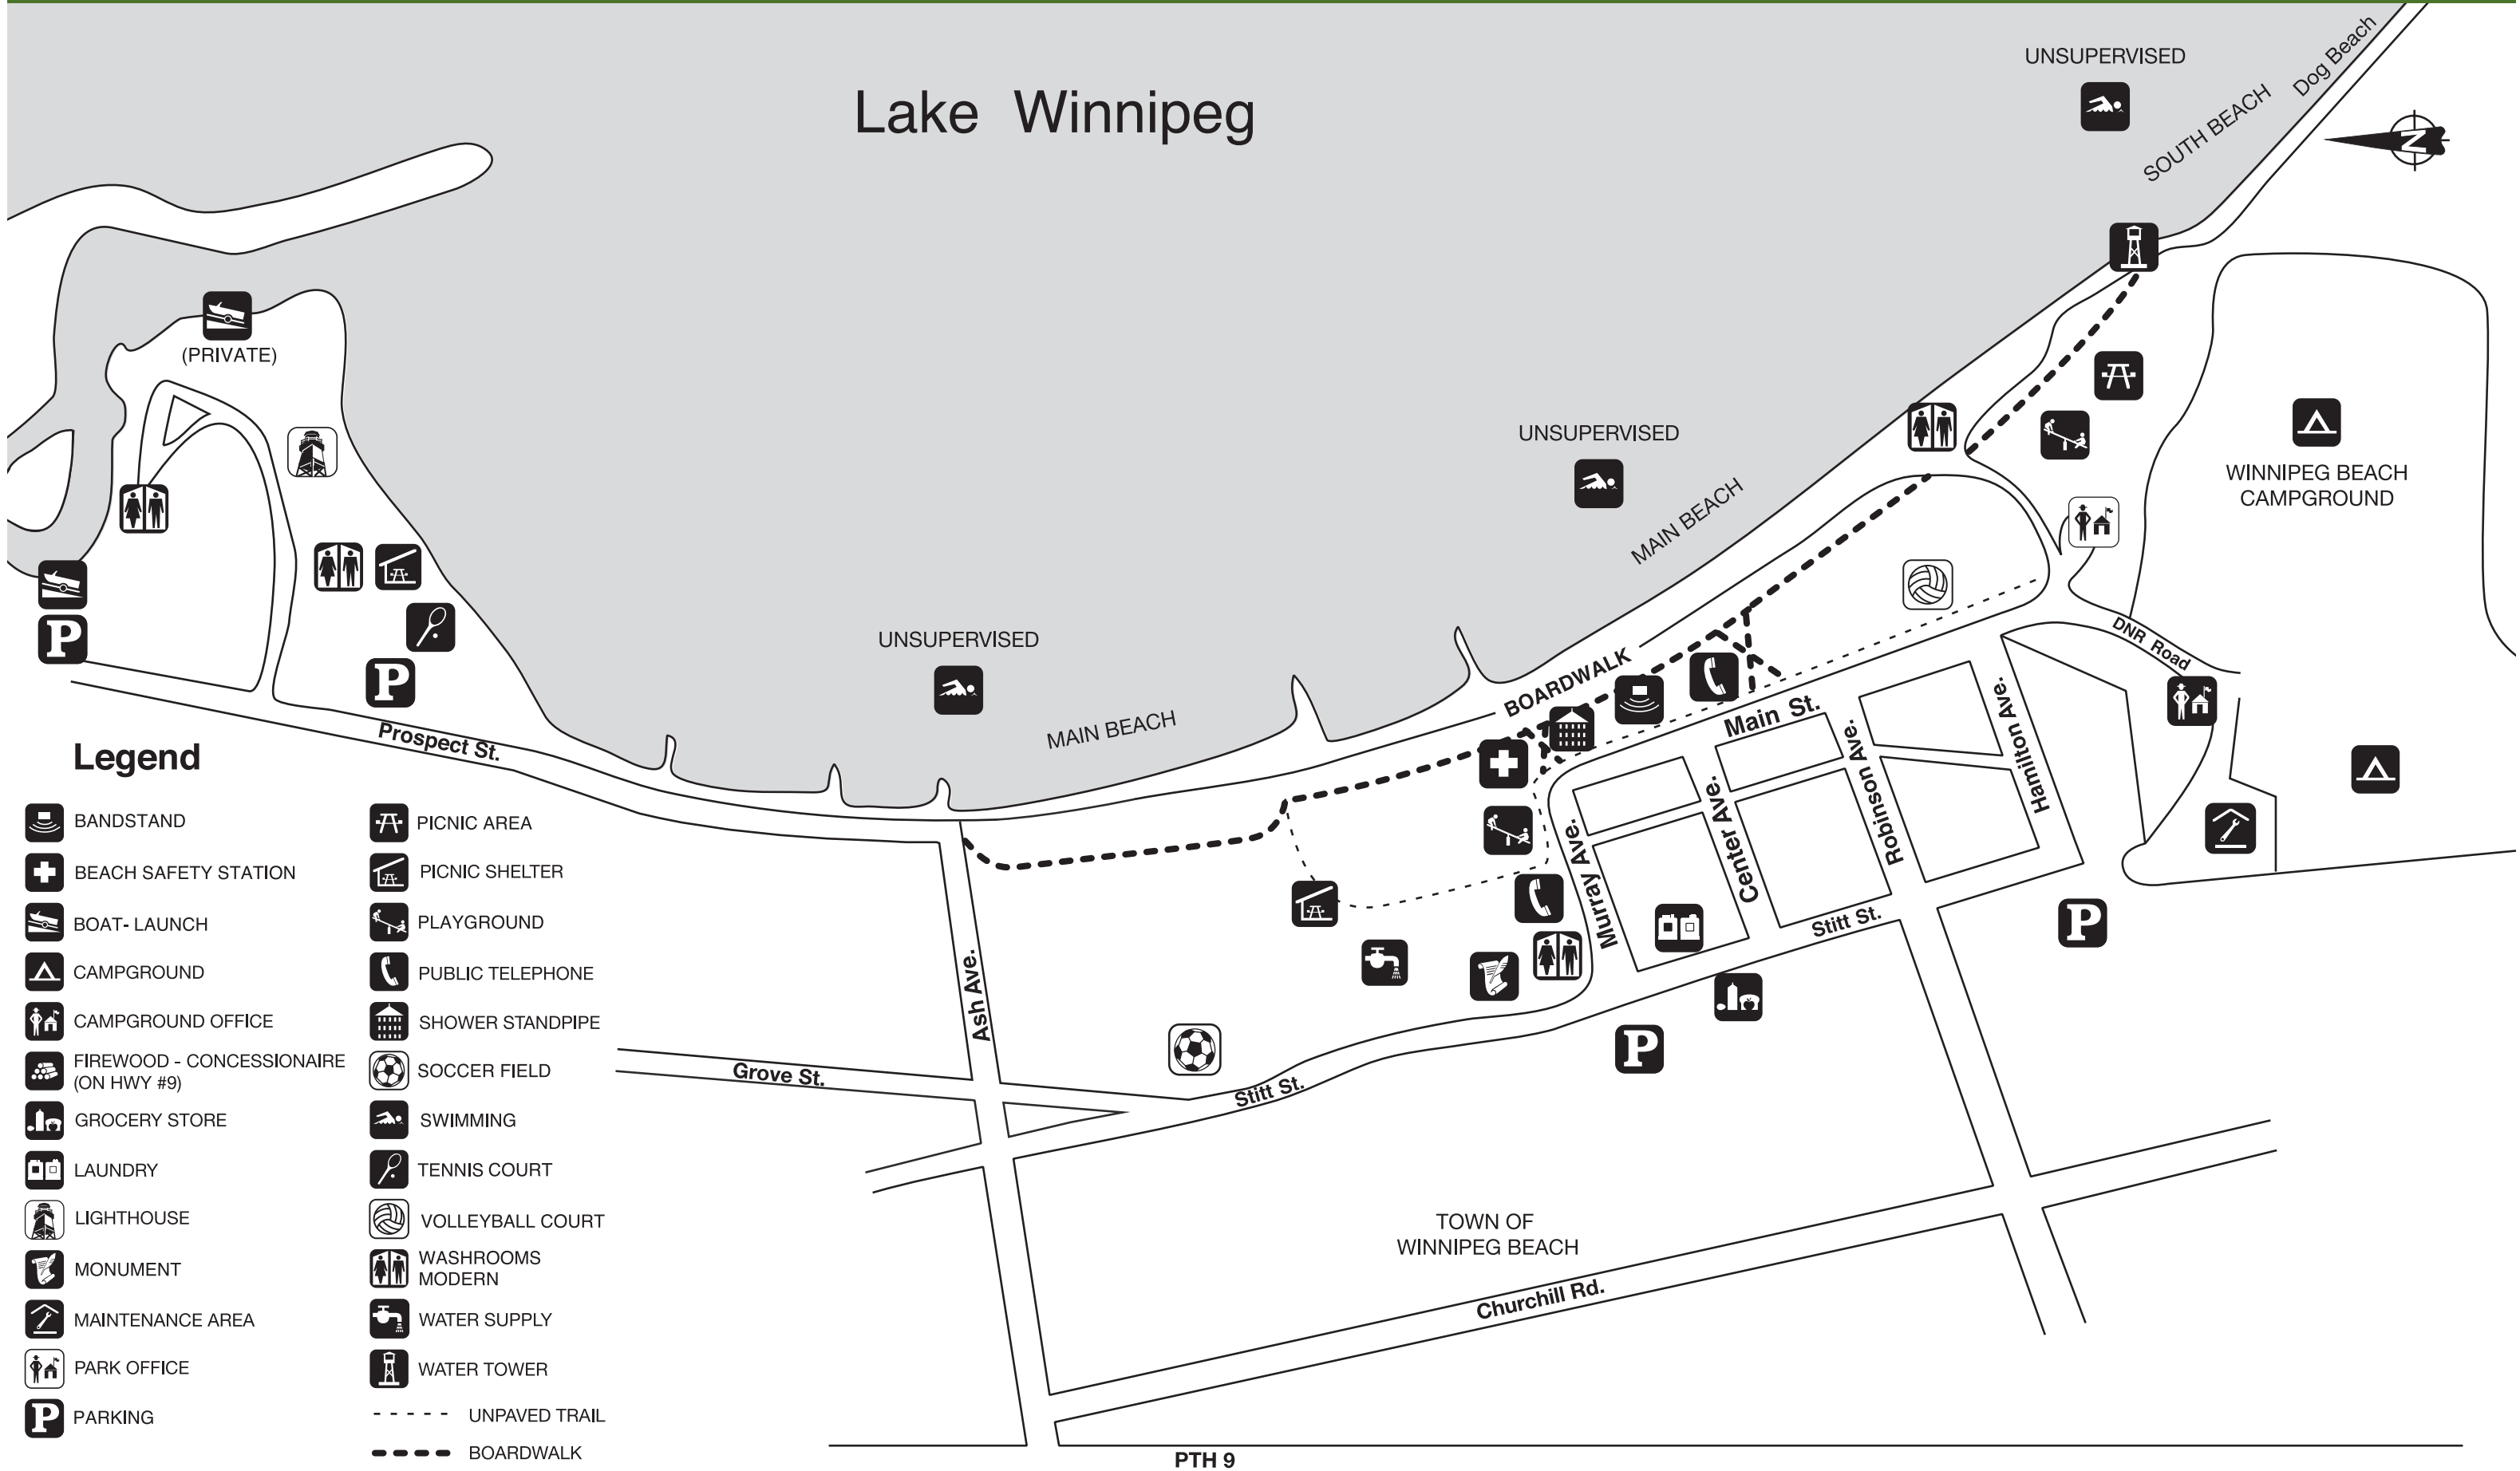 UNSUPERVISED
Dog Beach
SOUTH BEACH
Lake Winnipeg
N
(PRIVATE)
UNSUPERVISED
MAIN BEACH
WINNIPEG BEACH
CAMPGROUND
UNSUPERVISED
MAIN BEACH
BOARDWALK
DNR Road
P
P
Prospect St.
Main St.
Hamilton Ave.
Robinson Ave.
Center Ave.
Murray Ave.
Stitt St.
P
P
Ash Ave.
Grove St.
Stitt St.
TOWN OF
WINNIPEG BEACH
Churchill Rd.
PTH 9
Legend
BANDSTAND
BEACH SAFETY STATION
BOAT- LAUNCH
CAMPGROUND
CAMPGROUND OFFICE
FIREWOOD - CONCESSIONAIRE
(ON HWY #9)
GROCERY STORE
LAUNDRY
LIGHTHOUSE
MONUMENT
MAINTENANCE AREA
PARK OFFICE
P PARKING
PICNIC AREA
PICNIC SHELTER
PLAYGROUND
PUBLIC TELEPHONE
SHOWER STANDPIPE
SOCCER FIELD
SWIMMING
TENNIS COURT
VOLLEYBALL COURT
WASHROOMS
MODERN
WATER SUPPLY
WATER TOWER
UNPAVED TRAIL
BOARDWALK